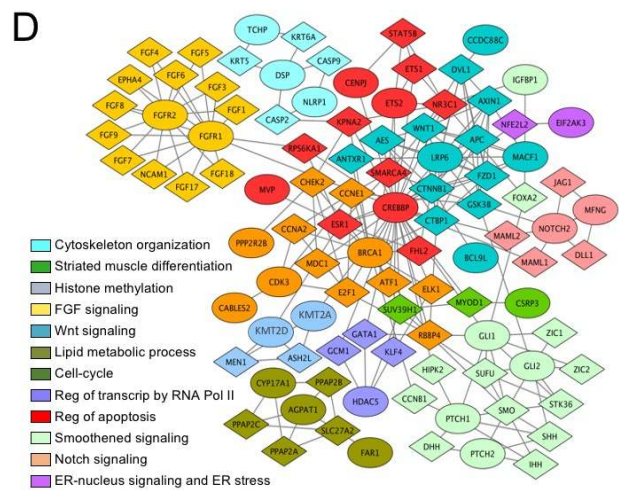 D
TCHP
KRT6A
KRT5
CASP9
DSP
NLRP1
CASP2
FGF4
FGF5
EPHA4
FGF6
FGF3
FGF8
FGFR2
FGF1
FGF9
FGFR1
FGF7
NCAM1
FGF17
FGF18
STAT5B
ETS1
CENPJ
ETS2
NR3C1
KPNA2
RPS6KA1
SMARCA4
MVP
CREBBP
ESR1
FHL2
CCDC88C
DVL1
AXIN1
WNT1
AES
APC
ANTXR1
LRP6
MACF1
FZD1
CTNNB1
GSK3B
CTBP1
BCL9L
IGFBP1
NFE2L2
EIF2AK3
FOXA2
JAG1
MFNG
NOTCH2
MAML2
MAML1
DLL1
CHEK2
CCNE1
CCNA2
PPP2R2B
MDC1
BRCA1
CDK3
E2F1
ATF1
ELK1
CABLES2
RBBP4
SUV39H1
MYOD1
CSRP3
KMT2A
KMT2D
MEN1
ASH2L
GATA1
GCM1
KLF4
HDAC5
CYP17A1
PPAP2B
AGPAT1
PPAP2C
SLC27A2
PPAP2A
FAR1
GLI1
ZIC1
HIPK2
SUFU
GLI2
ZIC2
CCNB1
STK36
PTCH1
SMO
SHH
DHH
PTCH2
IHH
Cytoskeleton organization
Striated muscle differentiation
Histone methylation
FGF signaling
Wnt signaling
Lipid metabolic process
Cell-cycle
Reg of transcrip by RNA Pol II
Reg of apoptosis
Smoothened signaling
Notch signaling
ER-nucleus signaling and ER stress